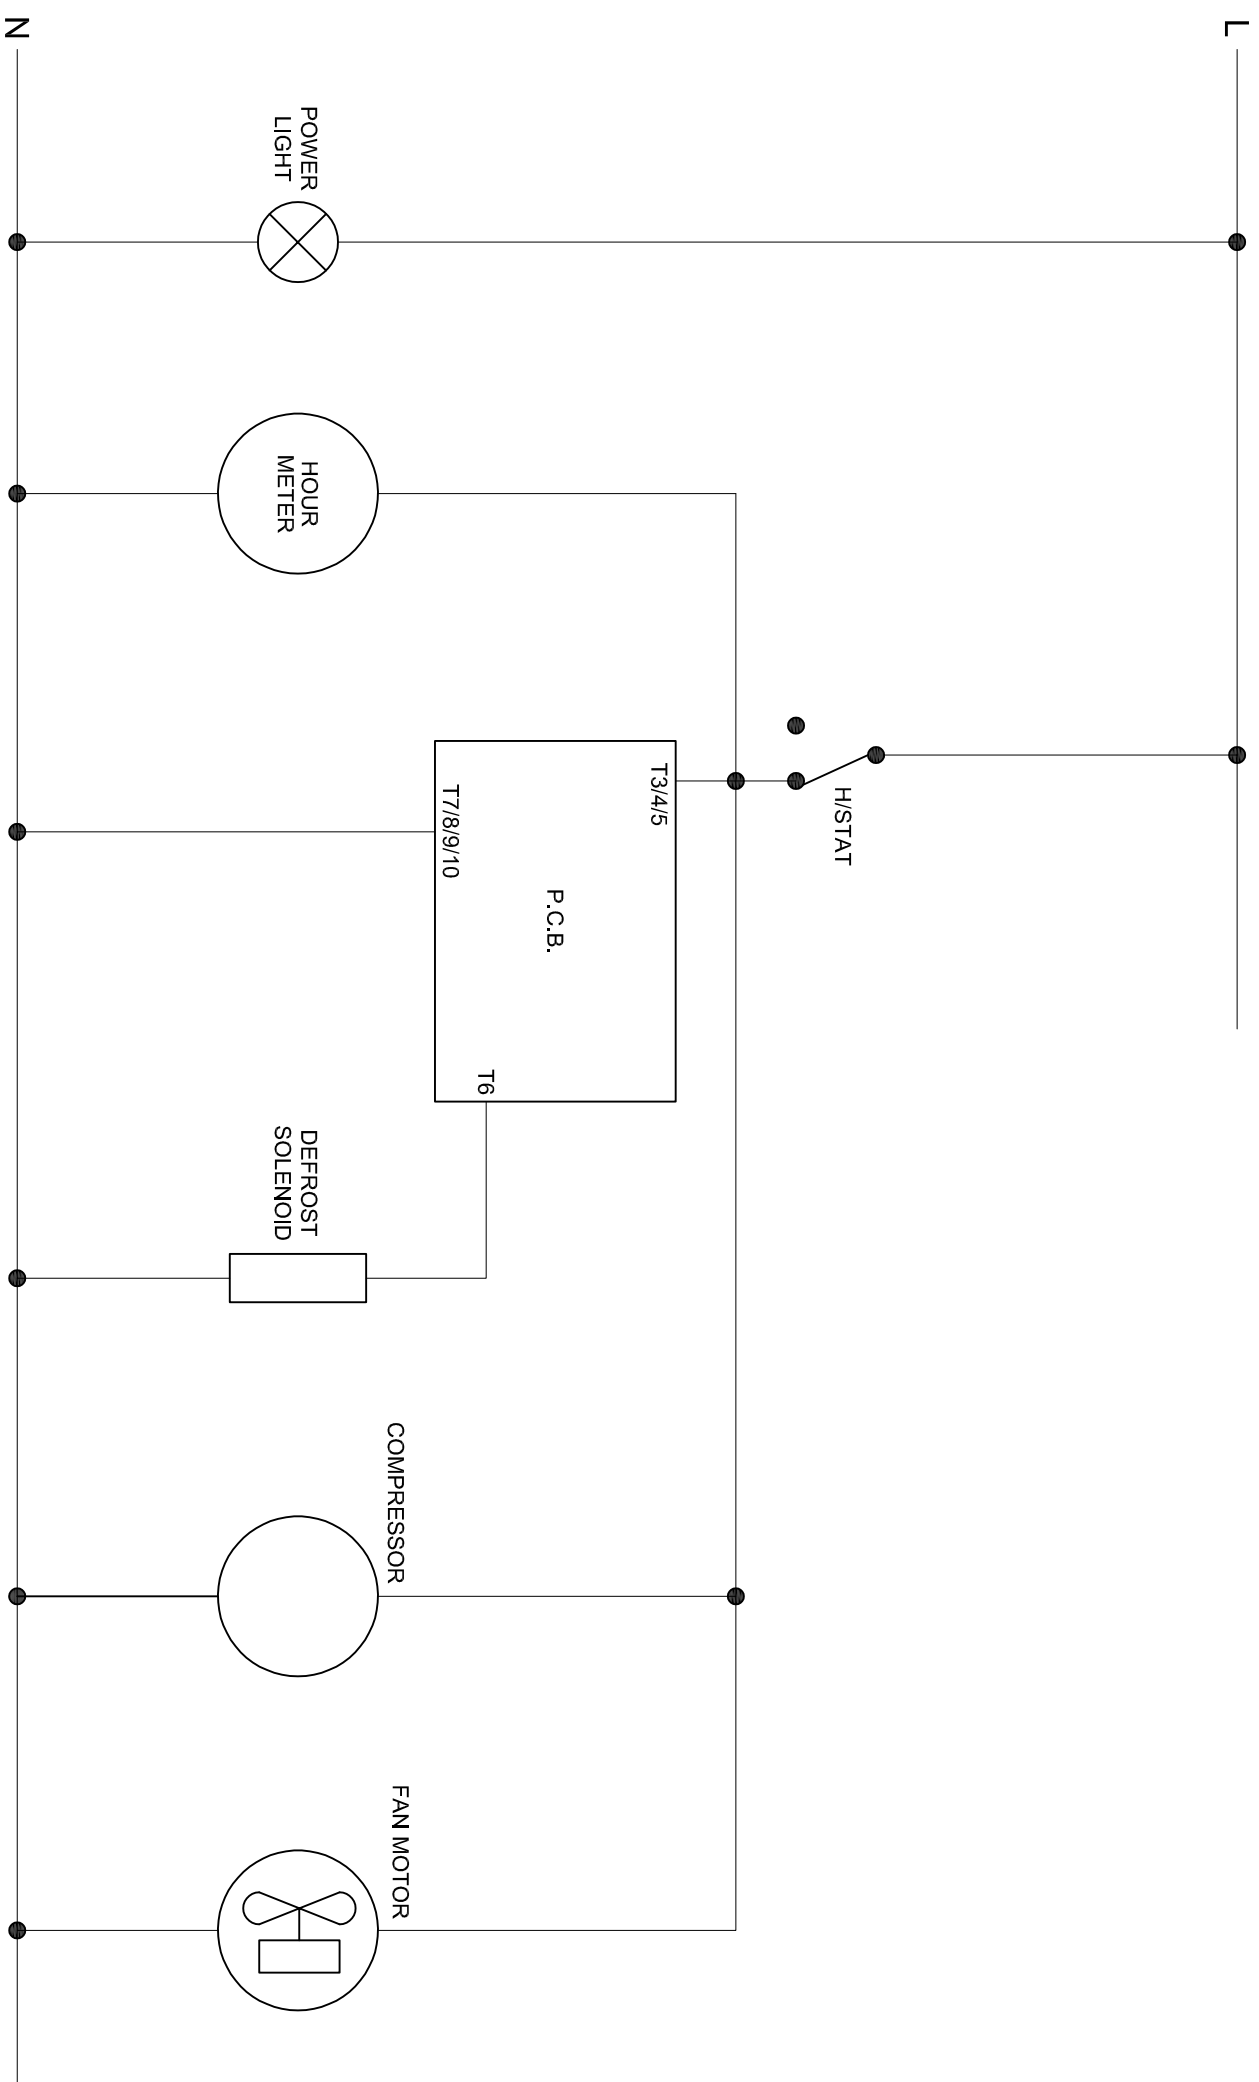 L
N
POWER
LIGHT
HOUR
METER
H/STAT
T3/4/5
P.C.B.
T7/8/9/10
T6
DEFROST
SOLENOID
COMPRESSOR
FAN MOTOR